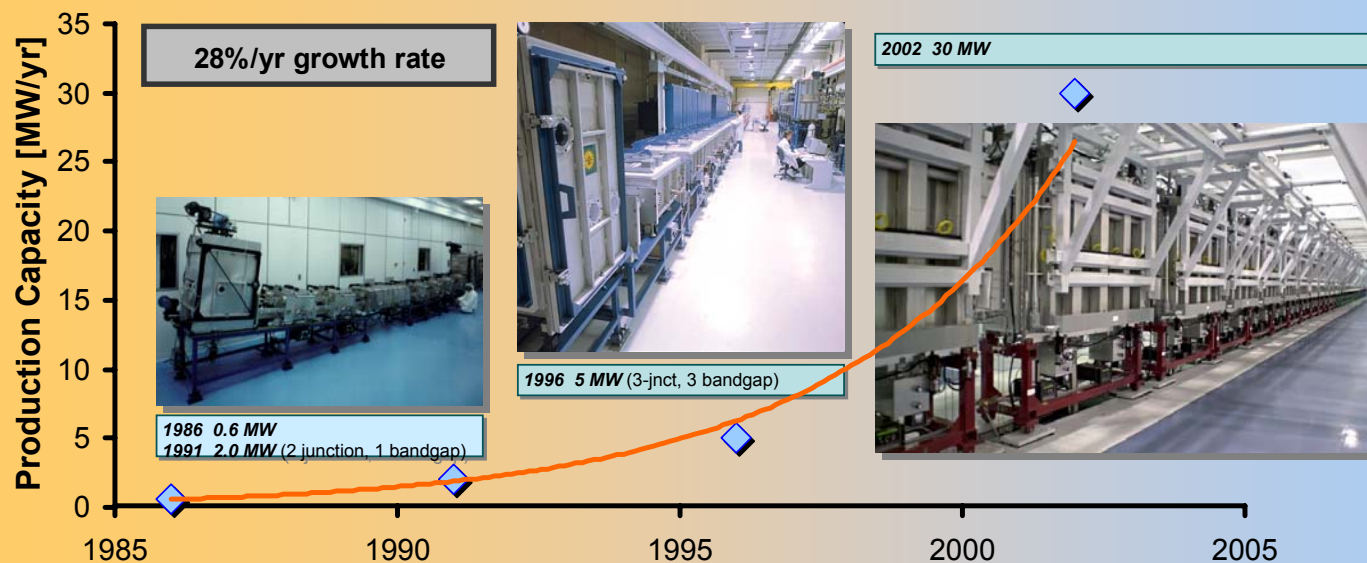 Production Capacity [MW/yr]
35
30
25
20
15
10
5
0
28%/yr growth rate
2002 30 MW
1996 5 MW (3-jnct, 3 bandgap)
1986 0.6 MW
1991 2.0 MW (2 junction, 1 bandgap)
1985 1990 1995 2000 2005